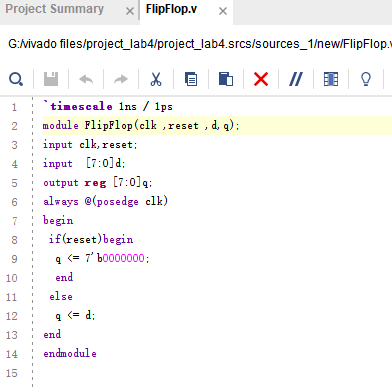 Project Summary × FlipFlop.v ×
G:/vivado files/project_lab4/project_lab4.srcs/sources_1/new/FlipFlop.v
1 `timescale 1ns / 1ps
2 module FlipFlop(clk ,reset ,d,q);
3 input clk,reset;
4 input  [7:0]d;
5 output reg [7:0]q;
6 always @(posedge clk)
7 begin
8  if(reset)begin
9   q <= 7'b0000000;
10   end
11  else
12   q <= d;
13 end
14 endmodule
15